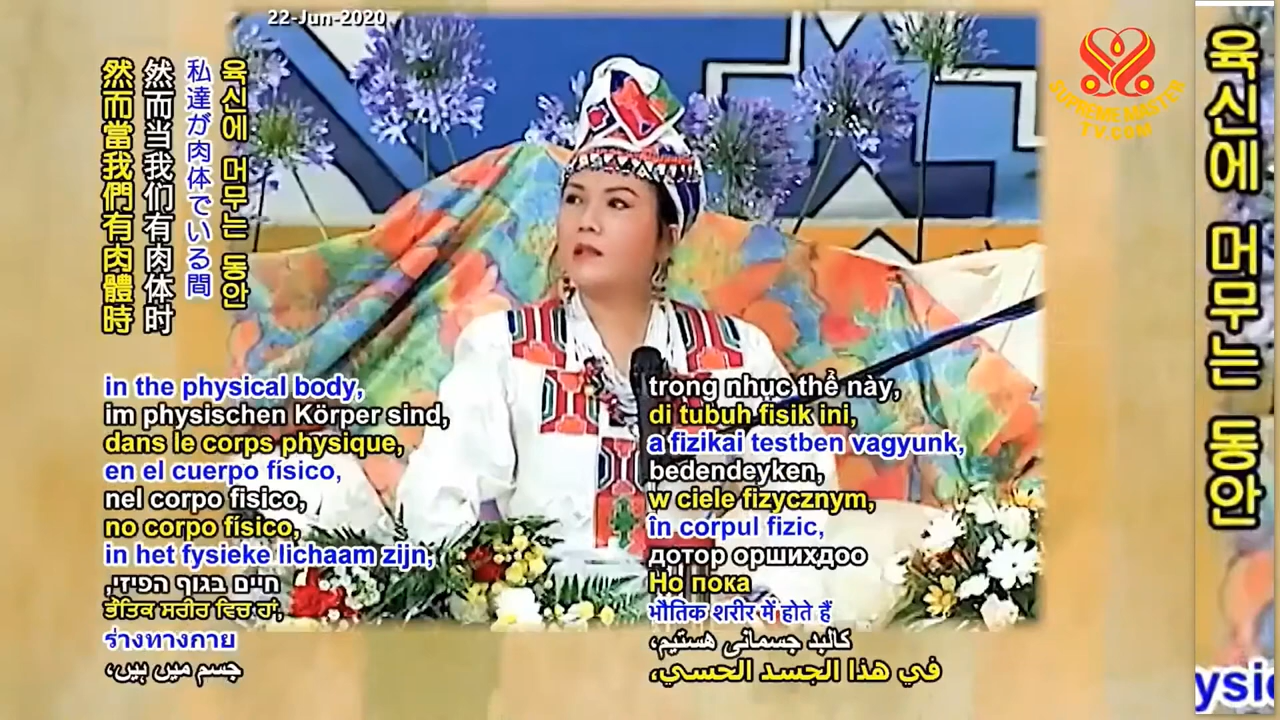 22-Jun-2020
SUPREME MASTER
TV.COM
육신에 머무는 동안
私達が肉体でいる間
然而当我们有肉体时
然而當我們有肉體時
in the physical body,
im physischen Körper sind,
dans le corps physique,
en el cuerpo físico,
nel corpo fisico,
no corpo físico,
in het fysieke lichaam zijn,
חיים בגוף הפיזי,
ਭੌਤਿਕ ਸਰੀਰ ਵਿਚ ਹਾਂ,
ร่างทางกาย
جسم میں ہیں،
trong nhục thể này,
di tubuh fisik ini,
a fizikai testben vagyunk,
bedendeyken,
w ciele fizycznym,
în corpul fizic,
дотор оршихдоо
Но пока
भौतिक शरीर में होते हैं
کالبد جسمانی هستیم،
في هذا الجسد الحسي،
육신에 머무는 동안
ysic